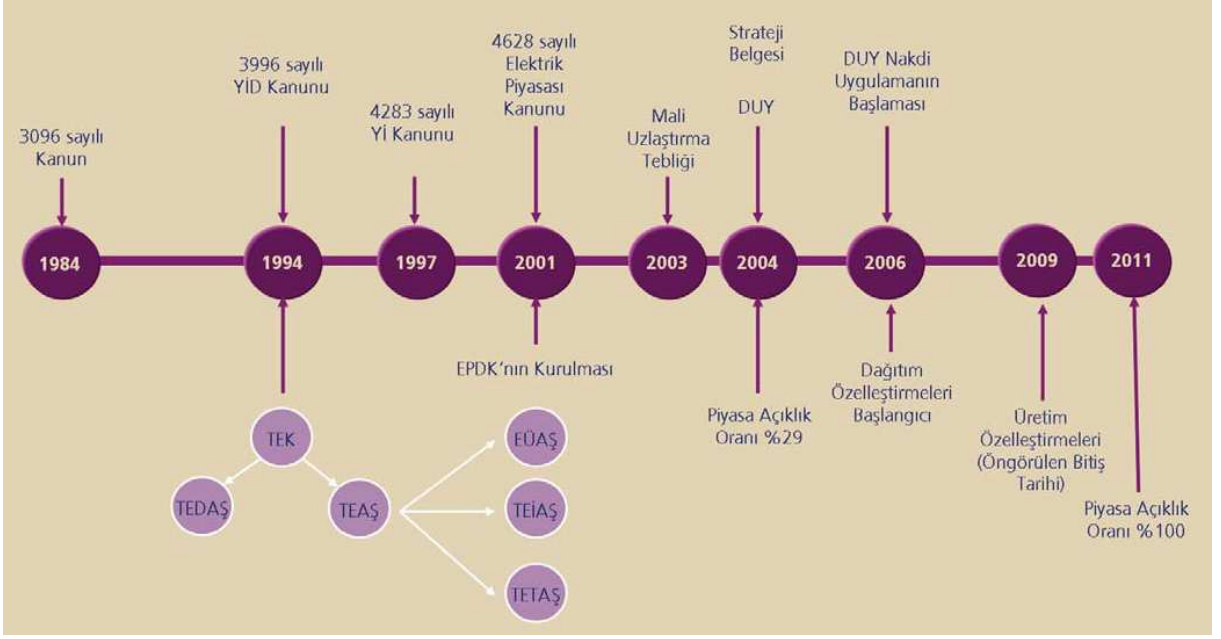 3096 sayılı
Kanun
3996 sayılı
YİD Kanunu
4283 sayılı
Yİ Kanunu
4628 sayılı
Elektrik
Piyasası
Kanunu
Mali
Uzlaştırma
Tebliği
Strateji
Belgesi
DUY
DUY Nakdi
Uygulamanın
Başlaması
1984
1994
1997
2001
2003
2004
2006
2009
2011
EPDK'nın Kurulması
Piyasa Açıklık
Oranı %29
Dağıtım
Özelleştirmeleri
Başlangıcı
Üretim
Özelleştirmeleri
(Öngörülen Bitiş
Tarihi)
Piyasa Açıklık
Oranı %100
TEK
TEDAŞ
TEAŞ
EÜAŞ
TEİAŞ
TETAŞ